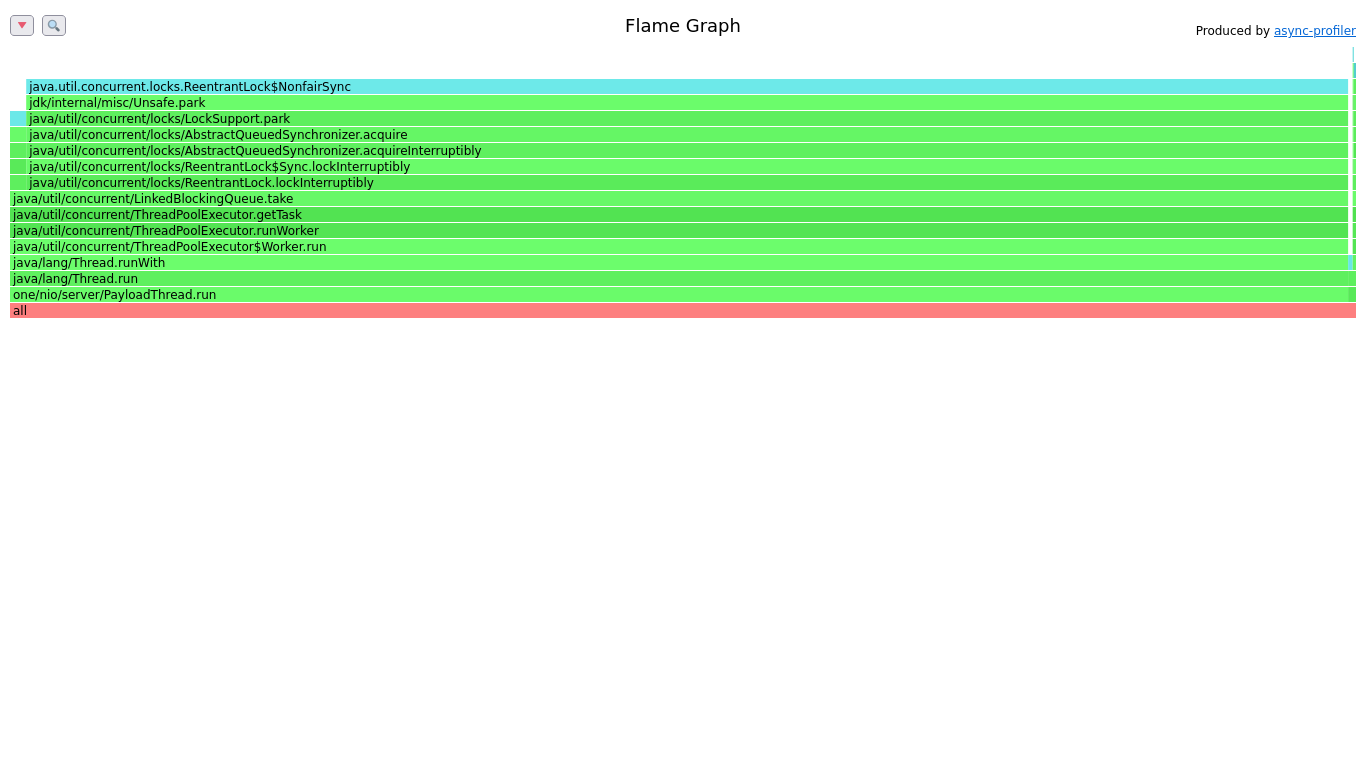 Flame Graph
Produced by async-profiler
java.util.concurrent.locks.ReentrantLock$NonfairSync
jdk/internal/misc/Unsafe.park
java/util/concurrent/locks/LockSupport.park
java/util/concurrent/locks/AbstractQueuedSynchronizer.acquire
java/util/concurrent/locks/AbstractQueuedSynchronizer.acquireInterruptibly
java/util/concurrent/locks/ReentrantLock$Sync.lockInterruptibly
java/util/concurrent/locks/ReentrantLock.lockInterruptibly
java/util/concurrent/LinkedBlockingQueue.take
java/util/concurrent/ThreadPoolExecutor.getTask
java/util/concurrent/ThreadPoolExecutor.runWorker
java/util/concurrent/ThreadPoolExecutor$Worker.run
java/lang/Thread.runWith
java/lang/Thread.run
one/nio/server/PayloadThread.run
all